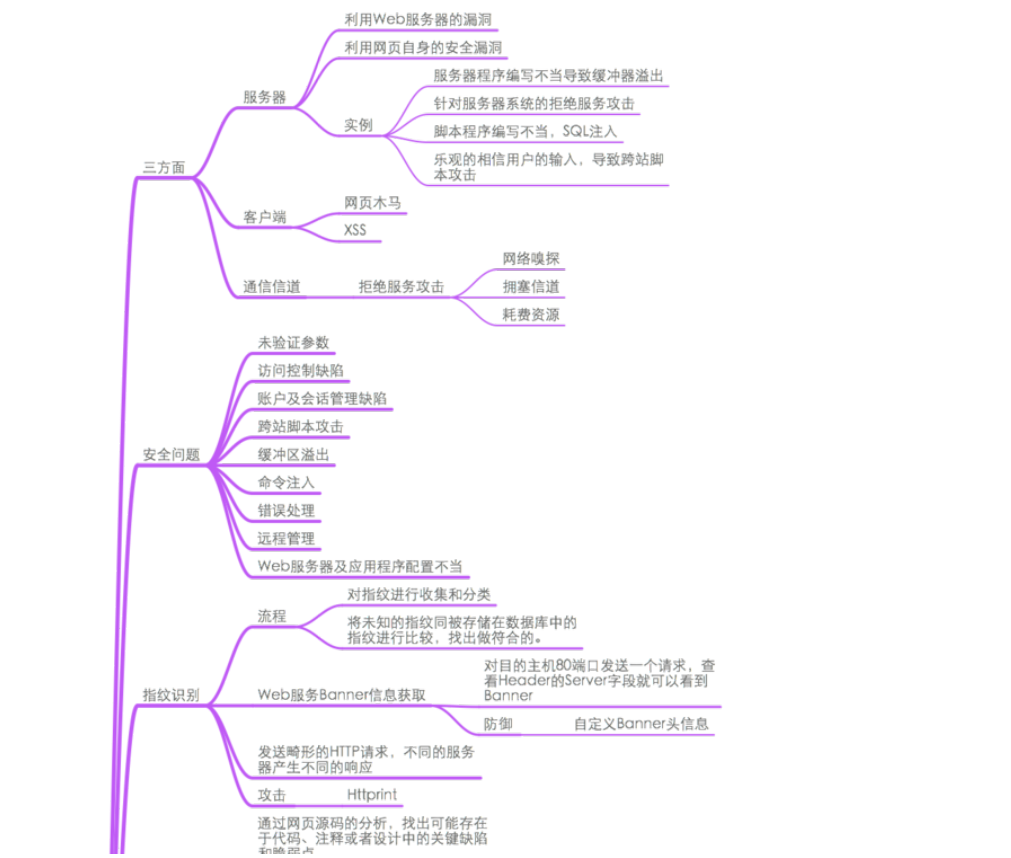 利用Web服务器的漏洞
利用网页自身的安全漏洞
服务器程序编写不当导致缓冲器溢出
服务器
针对服务器系统的拒绝服务攻击
实例
脚本程序编写不当，SQL注入
乐观的相信用户的输入，导致跨站脚
本攻击
三方面
网页木马
客户端
XSS
网络嗅探
通信信道
拒绝服务攻击
拥塞信道
耗费资源
未验证参数
访问控制缺陷
账户及会话管理缺陷
跨站脚本攻击
安全问题
缓冲区溢出
命令注入
错误处理
远程管理
Web服务器及应用程序配置不当
对指纹进行收集和分类
流程
将未知的指纹同被存储在数据库中的
指纹进行比较，找出做符合的。
对目的主机80端口发送一个请求，查
看Header的Server字段就可以看到
Banner
指纹识别
Web服务Banner信息获取
防御
自定义Banner头信息
发送畸形的HTTP请求，不同的服务
器产生不同的响应
攻击
Httprint
通过网页源码的分析，找出可能存在
于代码、注释或者设计中的关键缺陷
和脆弱点